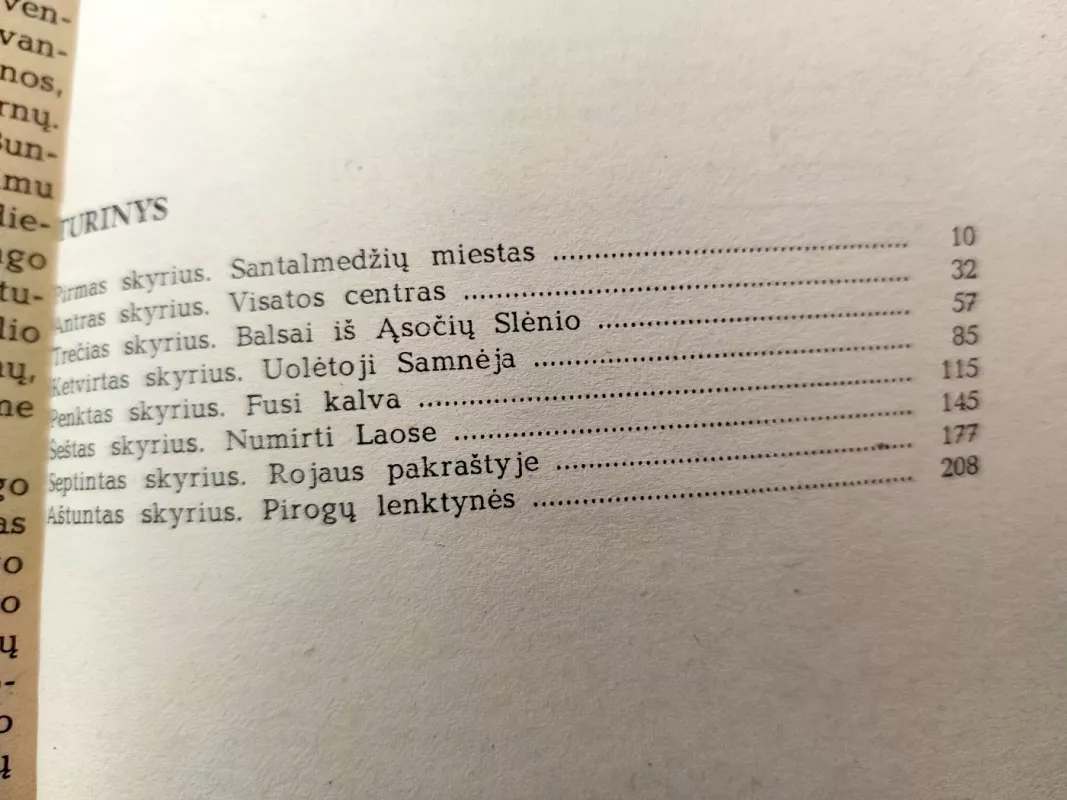 ven-
van-
nos,
rnų.
Bun-
mu
lie-
ngo
tu-
lio
ų,
ne
go
as
o
o
ų
-
o
į
TURINYS
Pirmas skyrius. Santalmedžių miestas 10
Antras skyrius. Visatos centras 32
Trečias skyrius. Balsai iš Ąsočių Slėnio 57
Ketvirtas skyrius. Uolėtoji Samnėja 85
Penktas skyrius. Fusi kalva 115
Šeštas skyrius. Numirti Laose 145
Septintas skyrius. Rojaus pakraštyje 177
Aštuntas skyrius. Pirogų lenktynės 208